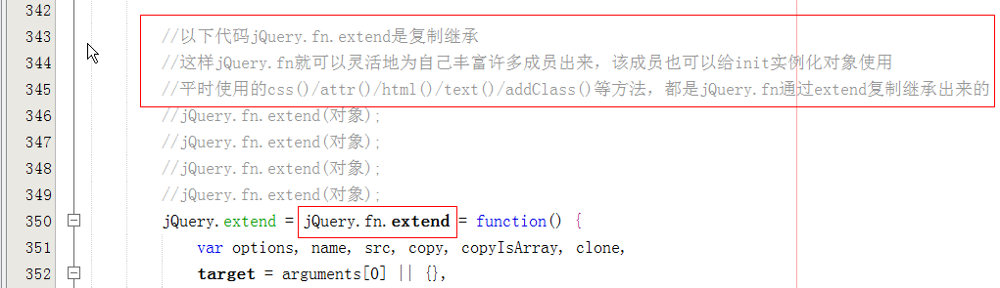 342
343 //以下代码jQuery.fn.extend是复制继承
344 //这样jQuery.fn就可以灵活地为自己丰富许多成员出来，该成员也可以给init实例化对象使用
345 //平时使用的css()/attr()/html()/text()/addClass()等方法，都是jQuery.fn通过extend复制继承出来的
346 //jQuery.fn.extend(对象);
347 //jQuery.fn.extend(对象);
348 //jQuery.fn.extend(对象);
349 //jQuery.fn.extend(对象);
350 jQuery.extend = jQuery.fn.extend = function() {
351 var options, name, src, copy, copyIsArray, clone,
352 target = arguments[0] || {},